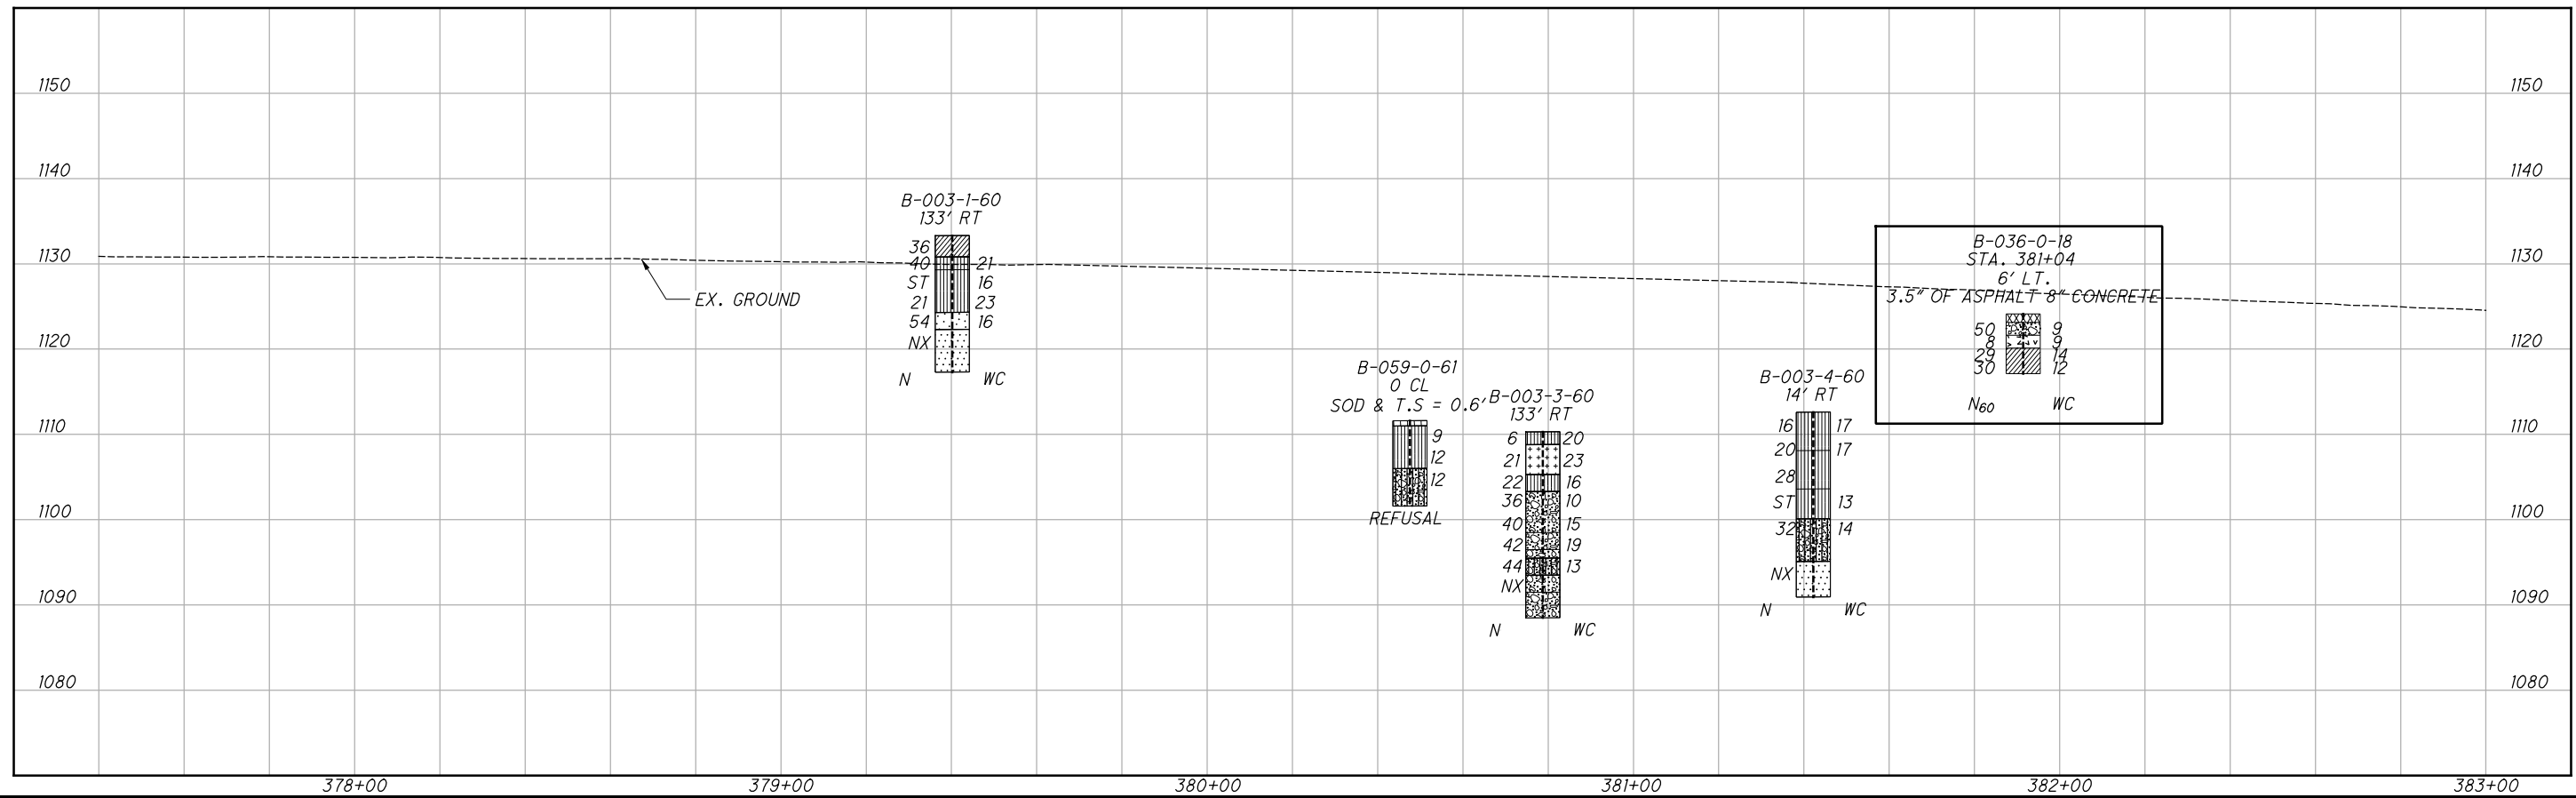 1150 1150
1140 1140
1130 1130
1120 1120
1110 1110
1100 1100
1090 1090
1080 1080
EX. GROUND
B-003-1-60
133' RT
36
40 21
ST 16
21 23
54 16
NX
N WC
B-059-0-61
0 CL
SOD & T.S = 0.6'
9
12
12
REFUSAL
B-003-3-60
133' RT
6 20
21 23
22 16
36 10
40 15
42 19
44 13
NX
N WC
B-003-4-60
14' RT
16 17
20 17
28
ST 13
32 14
NX
N WC
B-036-0-18
STA. 381+04
6' LT.
3.5" OF ASPHALT 8" CONCRETE
50 9
8 9
29 14
30 12
N60 WC
378+00 379+00 380+00 381+00 382+00 383+00